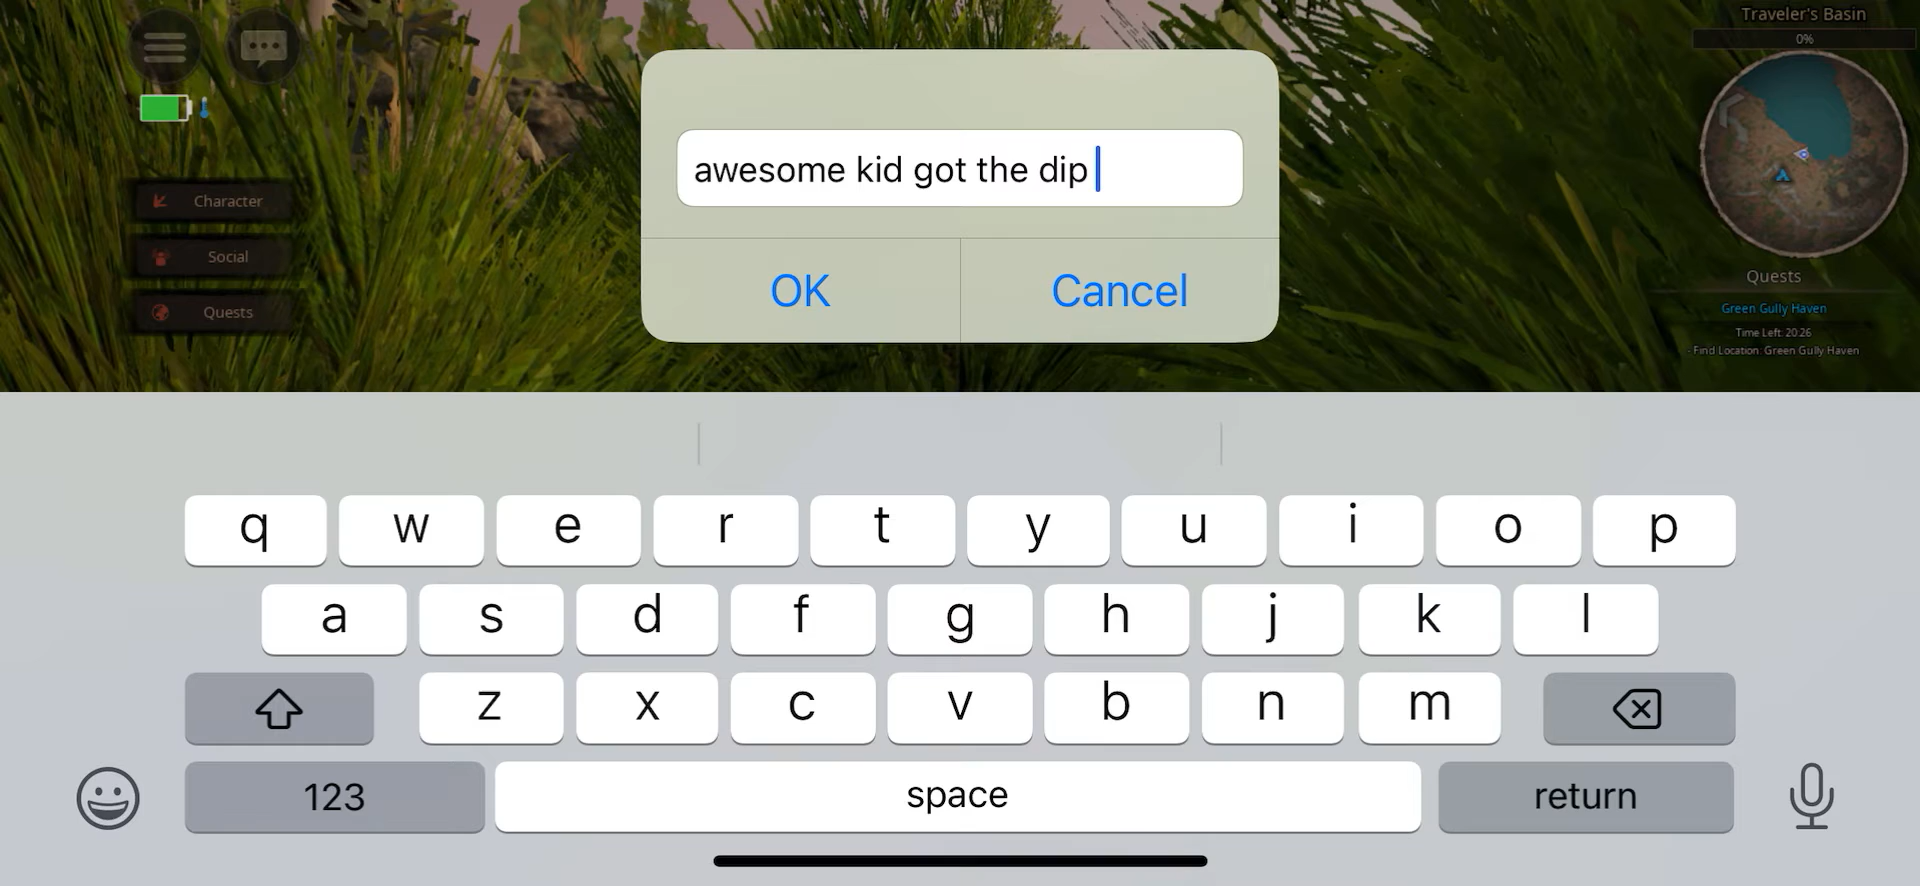 Traveler's Basin
0%
awesome kid got the dip
OK
Cancel
Character
Social
Quests
Quests
Green Gully Haven
Time Left: 20:26
- Find Location: Green Gully Haven
q w e r t y u i o p
a s d f g h j k l
z x c v b n m
123
space
return